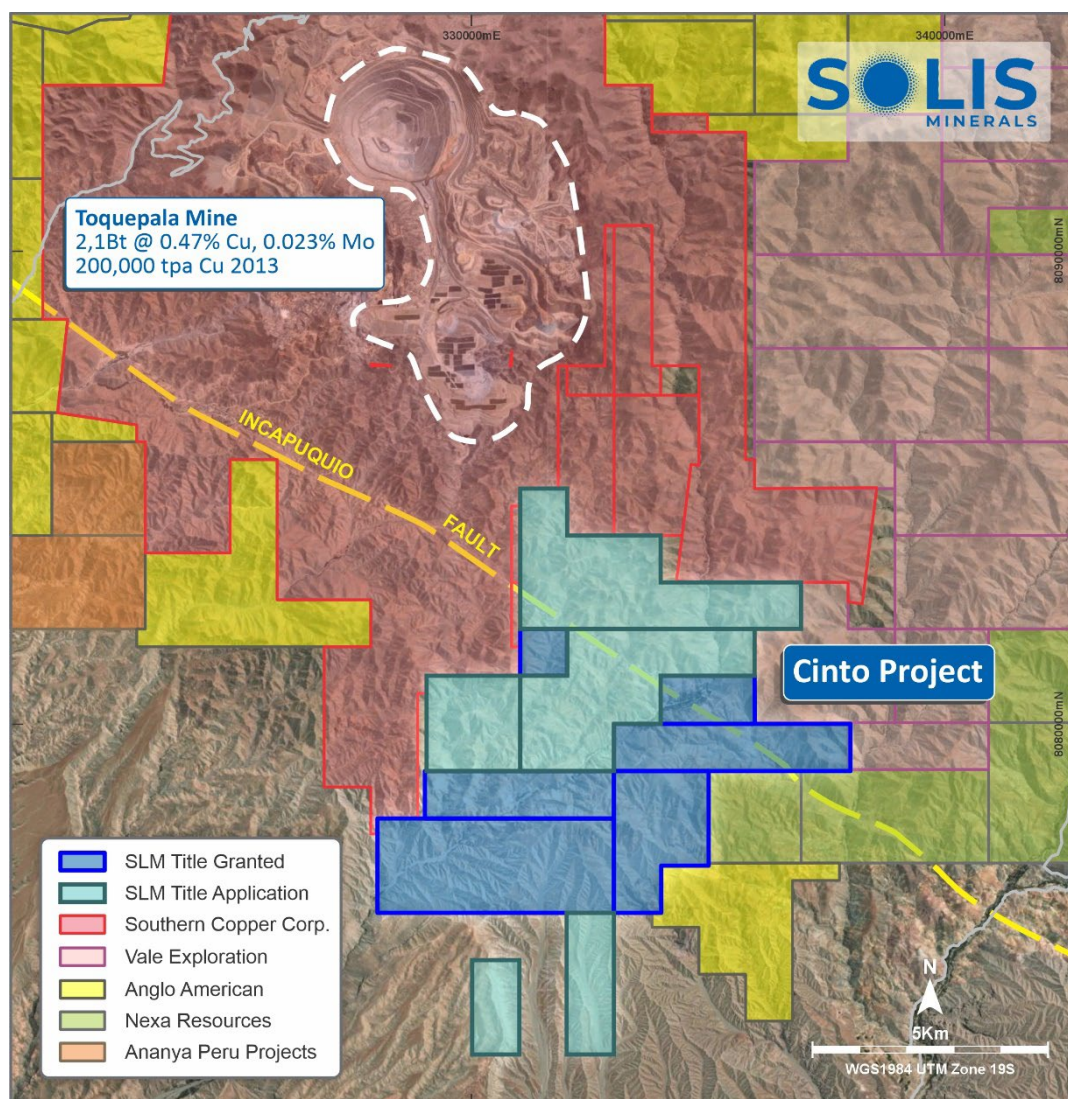 330000mE
340000mE
SOLIS
MINERALS
Toquepala Mine
2,1Bt @ 0.47% Cu, 0.023% Mo
200,000 tpa Cu 2013
8090000mN
INCAPUQUIO
FAULT
Cinto Project
8080000mN
SLM Title Granted
SLM Title Application
Southern Copper Corp.
Vale Exploration
Anglo American
Nexa Resources
Ananya Peru Projects
N
5Km
WGS1984 UTM Zone 19S